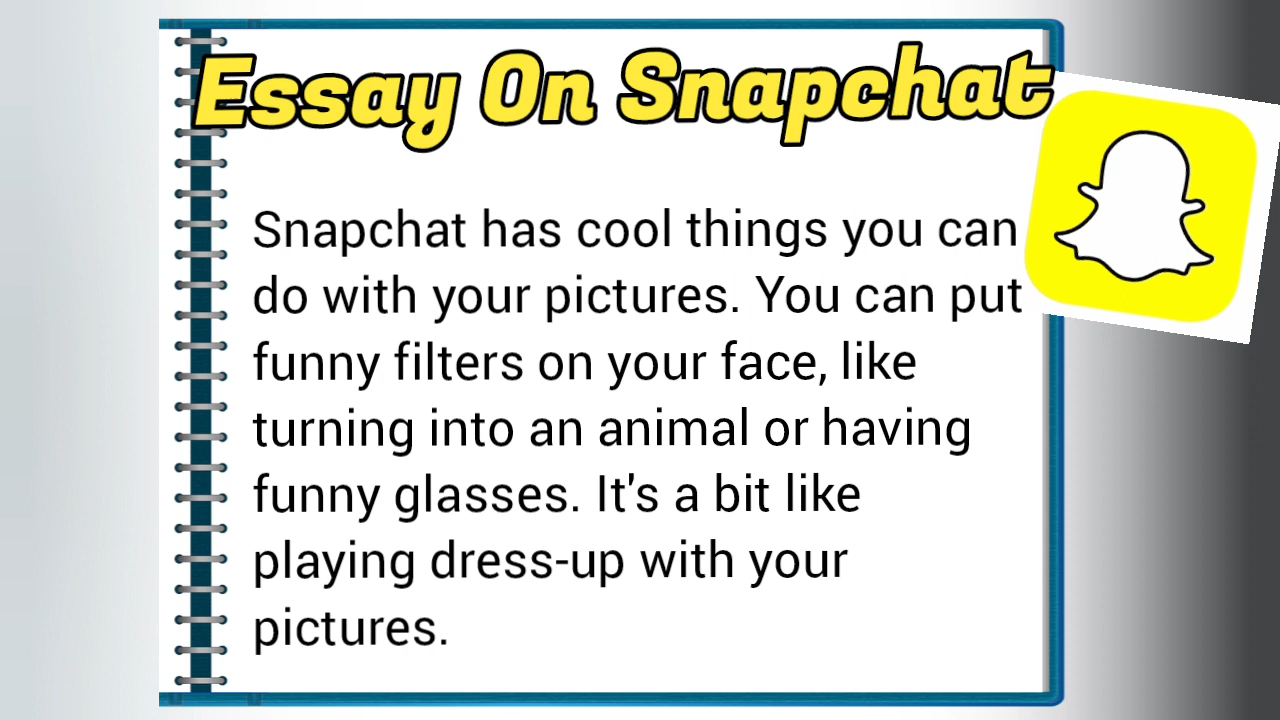 Essay On Snapchat
Snapchat has cool things you can
do with your pictures. You can put
funny filters on your face, like
turning into an animal or having
funny glasses. It's a bit like
playing dress-up with your
pictures.